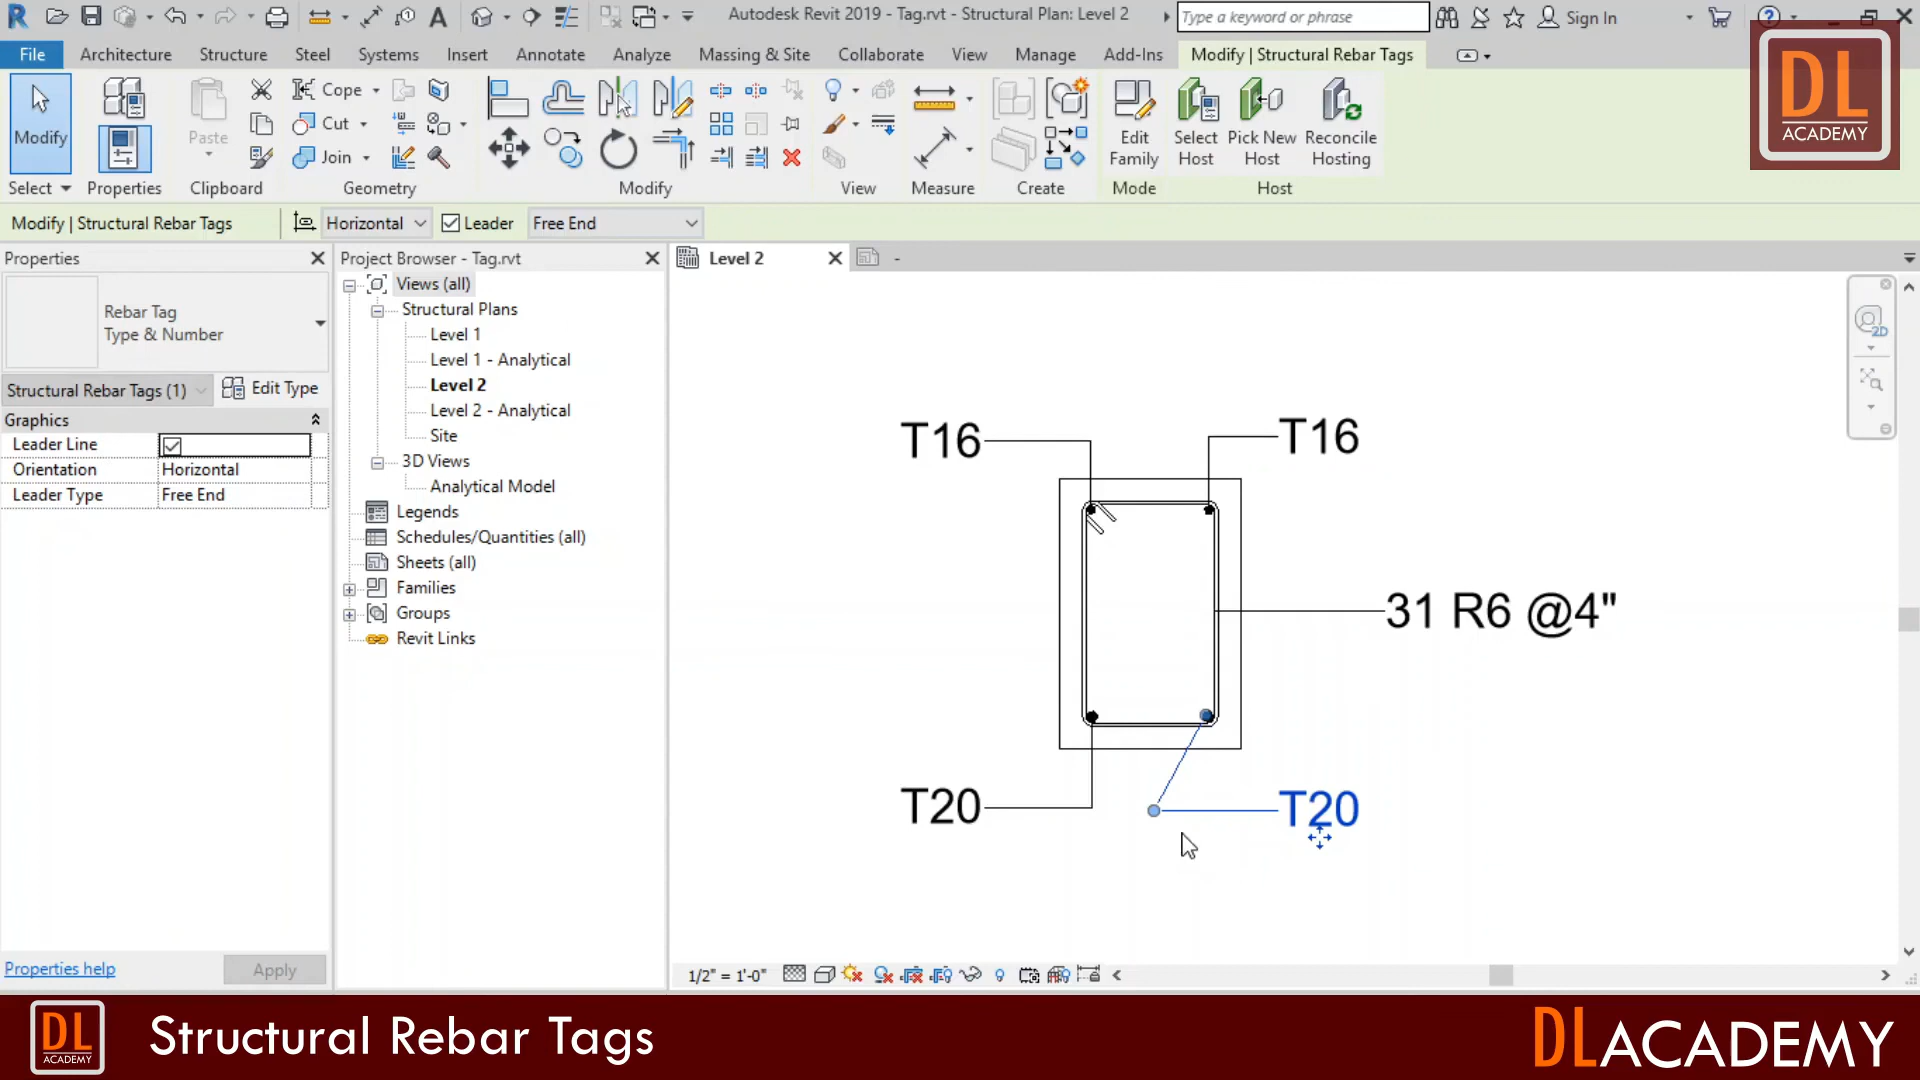 Autodesk Revit 2019 - Tag.rvt - Structural Plan: Level 2
Type a keyword or phrase
Sign In
File Architecture Structure Steel Systems Insert Annotate Analyze Massing & Site Collaborate View Manage Add-Ins Modify | Structural Rebar Tags
DL
ACADEMY
Modify
Paste
Cope
Cut
Join
Edit Family
Select Host
Pick New Host
Reconcile Hosting
Select Properties Clipboard Geometry Modify View Measure Create Mode Host
Modify | Structural Rebar Tags Horizontal Leader Free End
Properties
Rebar Tag
Type & Number
Structural Rebar Tags (1) Edit Type
Graphics
Leader Line
Orientation Horizontal
Leader Type Free End
Properties help Apply
Project Browser - Tag.rvt
Views (all)
Structural Plans
Level 1
Level 1 - Analytical
Level 2
Level 2 - Analytical
Site
3D Views
Analytical Model
Legends
Schedules/Quantities (all)
Sheets (all)
Families
Groups
Revit Links
Level 2 -
2D
T16 T16
31 R6 @4"
T20 T20
1/2" = 1'-0"
DL
ACADEMY
Structural Rebar Tags
DLACADEMY